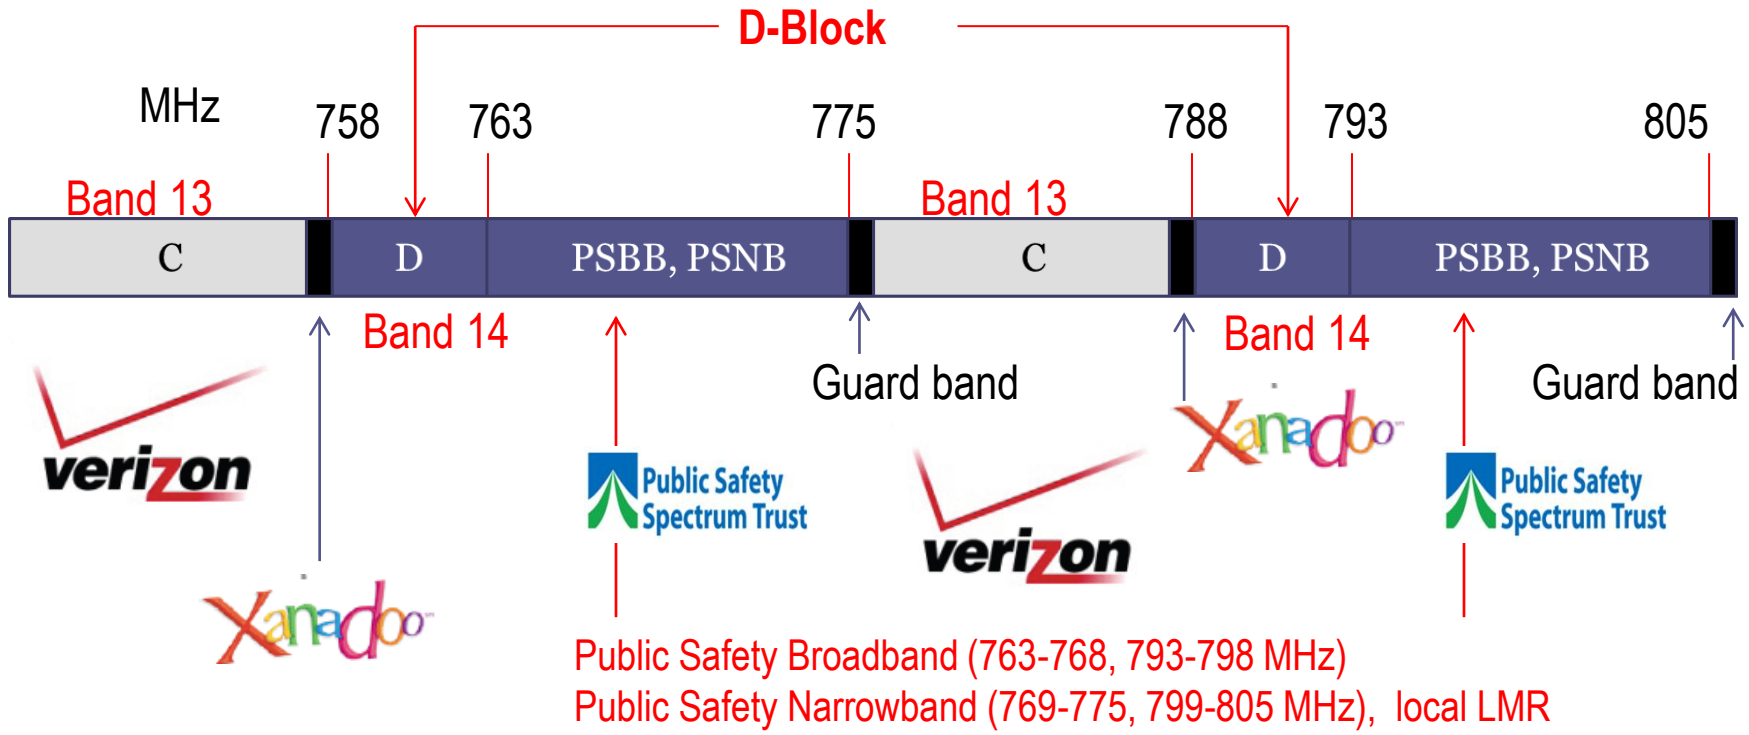 D-Block
MHz 758 763 775 788 793 805
Band 13 Band 13
C D PSBB, PSNB C D PSBB, PSNB
Band 14 Band 14
Guard band Guard band
verizon
Xanadoo
Public Safety
Spectrum Trust
verizon
Xanadoo
Public Safety
Spectrum Trust
Public Safety Broadband (763-768, 793-798 MHz)
Public Safety Narrowband (769-775, 799-805 MHz), local LMR